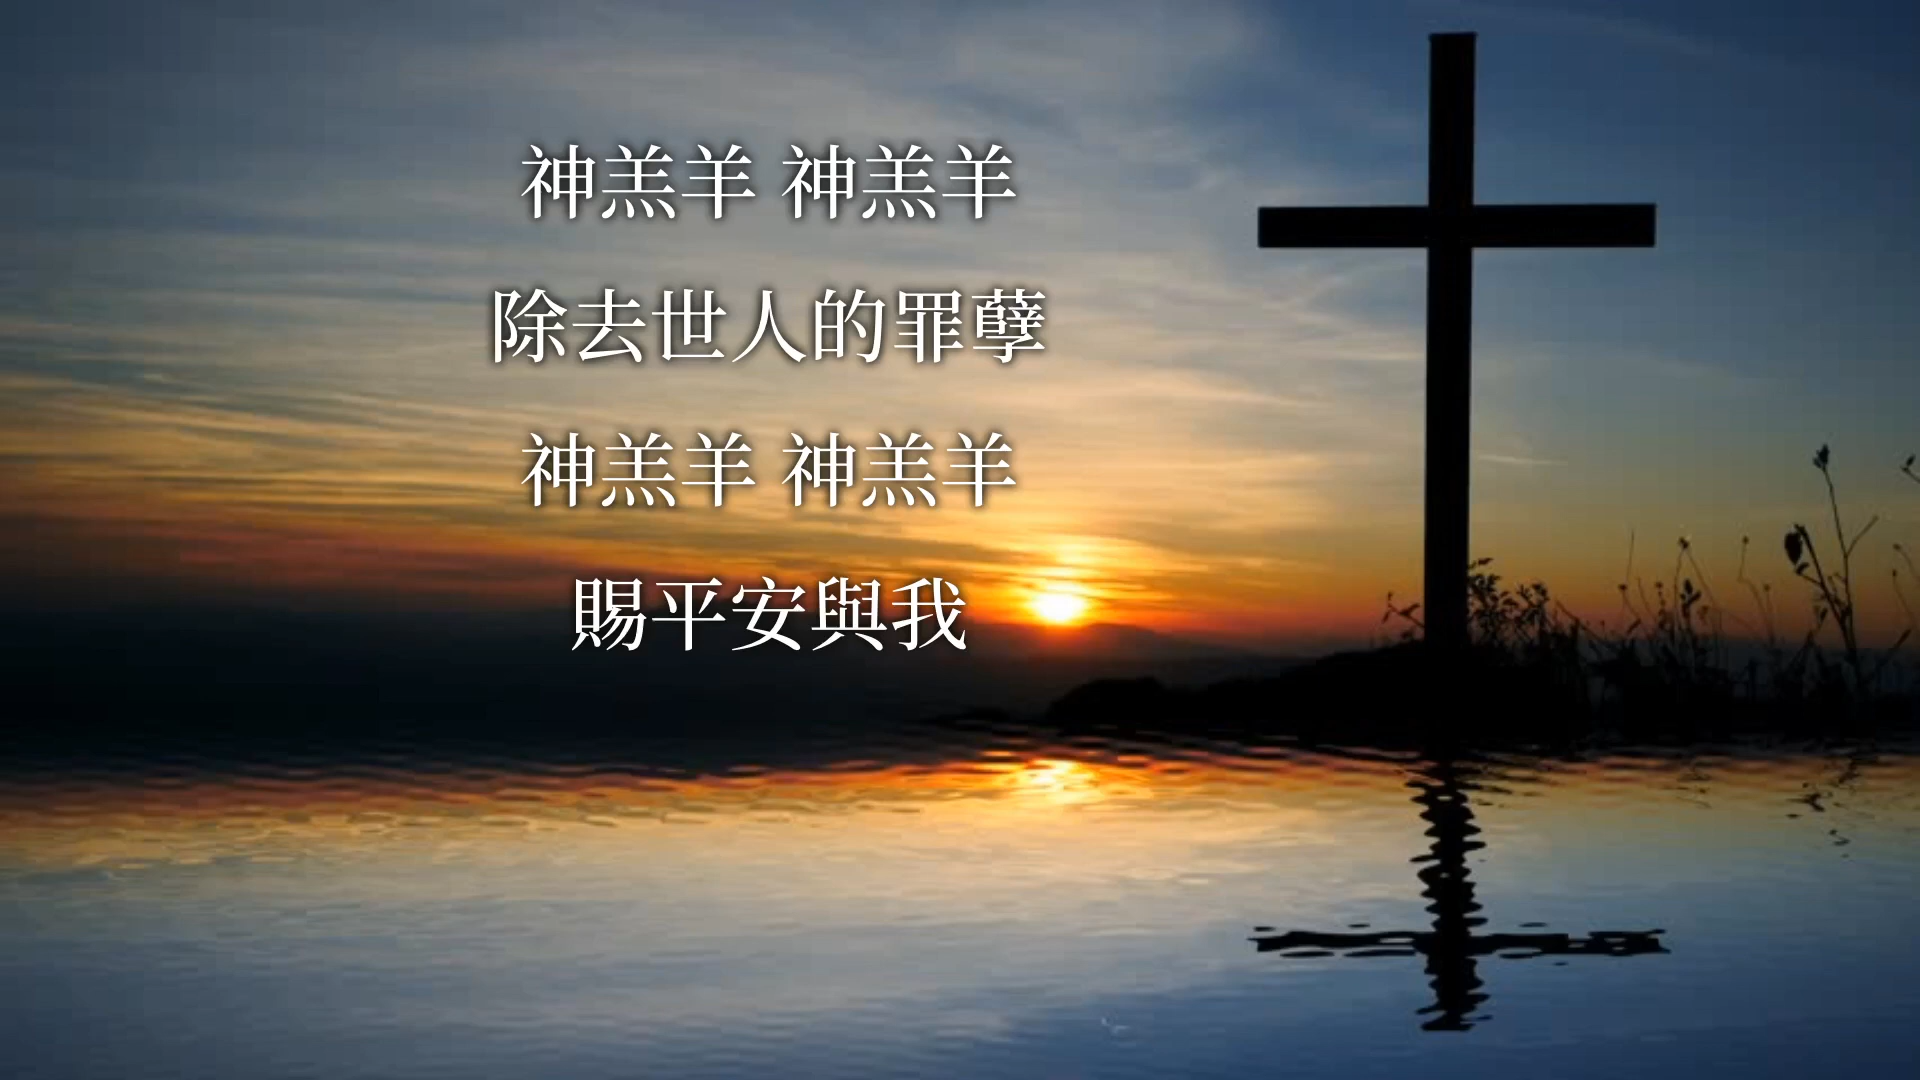 神羔羊 神羔羊
除去世人的罪孽
神羔羊 神羔羊
賜平安與我